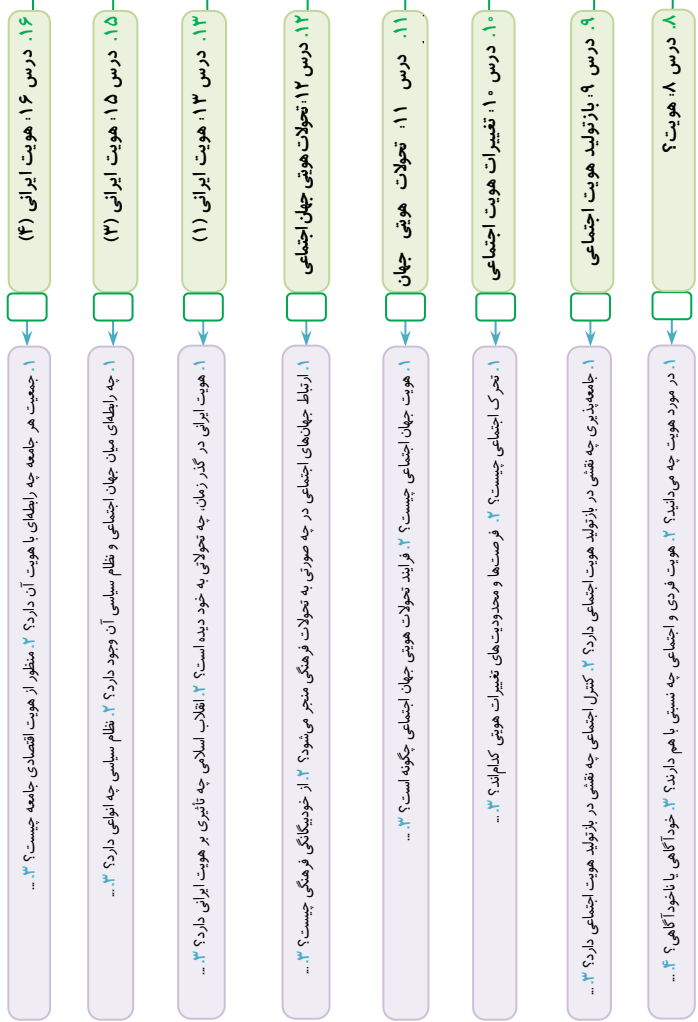 ۸. درس ۸: هویت؟
۱. در مورد هویت چه می‌دانید؟ ۲. هویت فردی و اجتماعی چه نسبتی با هم دارند؟ ۳. خودآگاهی یا ناخودآگاهی؟ ۴. ...
۹. درس ۹: بازتولید هویت اجتماعی
۱. جامعه‌پذیری چه نقشی در بازتولید هویت اجتماعی دارد؟ ۲. کنترل اجتماعی چه نقشی در بازتولید هویت اجتماعی دارد؟ ۳. ...
۱۰. درس ۱۰: تغییرات هویت اجتماعی
۱. تحرک اجتماعی چیست؟ ۲. فرصت‌ها و محدودیت‌های تغییرات هویتی کدام‌اند؟ ۳. ...
۱۱. درس ۱۱: تحولات هویتی جهان
۱. هویت جهان اجتماعی چیست؟ ۲. فرایند تحولات هویتی جهان اجتماعی چگونه است؟ ۳. ...
۱۲. درس ۱۲: تحولات هویتی جهان اجتماعی
۱. ارتباط جهان‌های اجتماعی در چه صورتی به تحولات فرهنگی منجر می‌شود؟ ۲. از خودبیگانگی فرهنگی چیست؟ ۳. ...
۱۳. درس ۱۳: هویت ایرانی (۱)
۱. هویت ایرانی در گذر زمان، چه تحولاتی به خود دیده است؟ ۲. انقلاب اسلامی چه تأثیری بر هویت ایرانی دارد؟ ۳. ...
۱۵. درس ۱۵: هویت ایرانی (۳)
۱. چه رابطه‌ای میان جهان اجتماعی و نظام سیاسی آن وجود دارد؟ ۲. نظام سیاسی چه انواعی دارد؟ ۳. ...
۱۶. درس ۱۶: هویت ایرانی (۴)
۱. جمعیت هر جامعه چه رابطه‌ای با هویت آن دارد؟ ۲. منظور از هویت اقتصادی جامعه چیست؟ ۳. ...